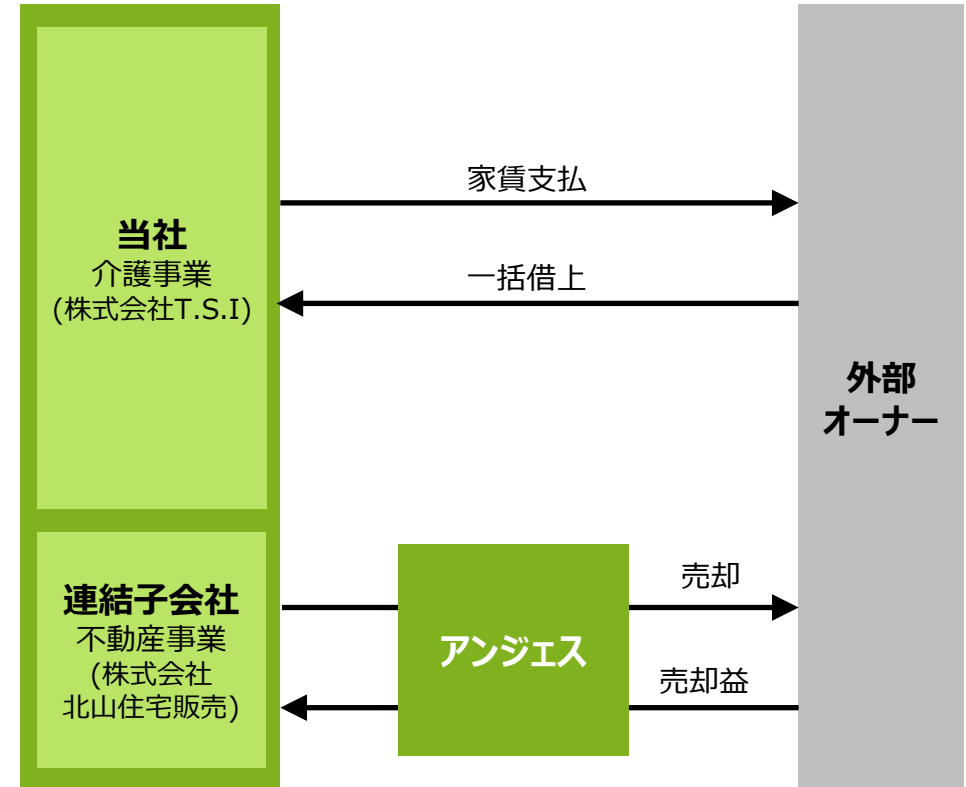 当社
介護事業
(株式会社T.S.I)
家賃支払
一括借上
外部
オーナー
連結子会社
不動産事業
(株式会社
北山住宅販売)
アンジェス
売却
売却益